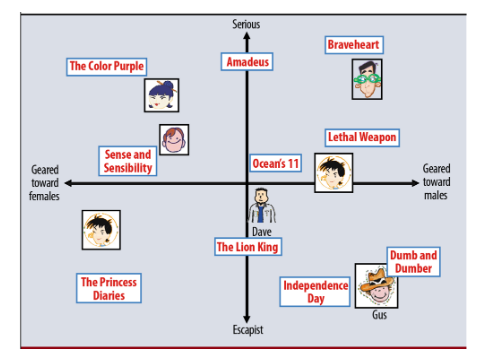 Serious
Braveheart
Amadeus
The Color Purple
Lethal Weapon
Sense and
Sensibility
Ocean's 11
Geared
toward
females
Geared
toward
males
Dave
The Lion King
Dumb and
Dumber
The Princess
Diaries
Independence
Day
Gus
Escapist